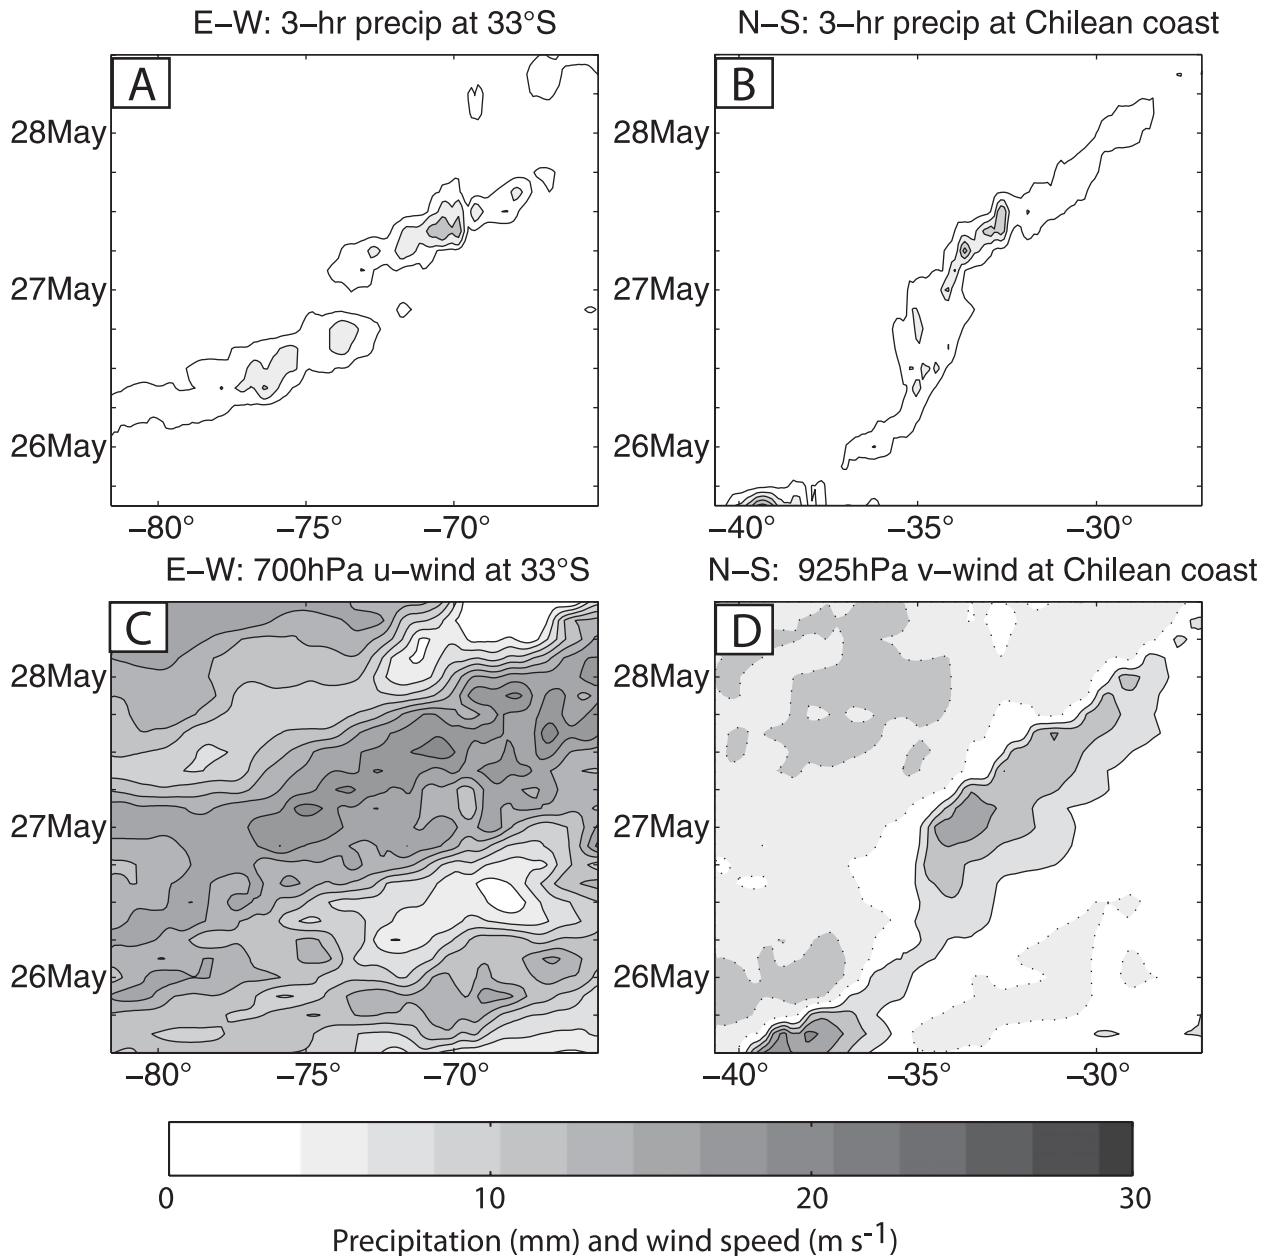 E–W: 3–hr precip at 33°S
N–S: 3–hr precip at Chilean coast
A
B
28May
28May
27May
27May
26May
26May
–80°
–75°
–70°
–40°
–35°
–30°
E–W: 700hPa u–wind at 33°S
N–S: 925hPa v–wind at Chilean coast
C
D
28May
28May
27May
27May
26May
26May
–80°
–75°
–70°
–40°
–35°
–30°
0
10
20
30
Precipitation (mm) and wind speed (m s-1)